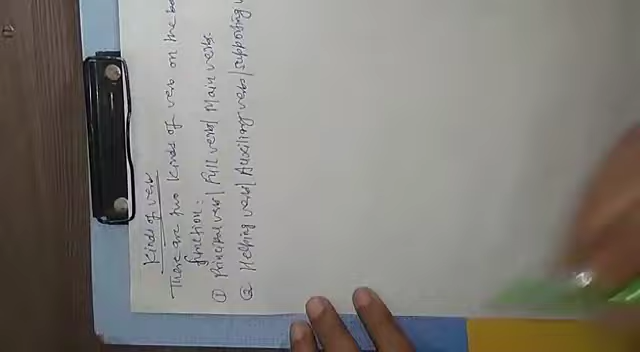 Kinds of verb
There are two kinds of verb on the
function:
① Principal verb/ Full verb/ Main verb
② Helping verb/ Auxiliary verb/ supporting